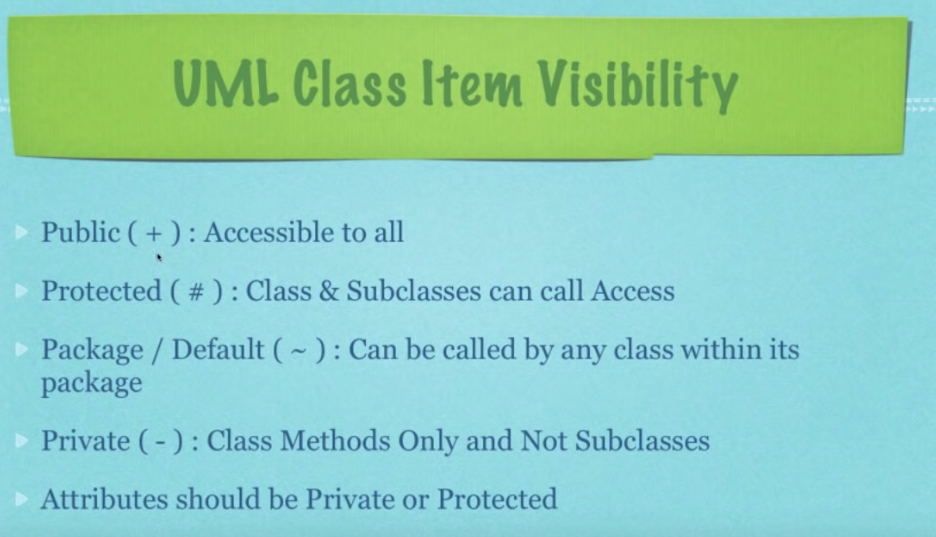 UML Class Item Visibility
Public ( + ) : Accessible to all
Protected ( # ) : Class & Subclasses can call Access
Package / Default ( ~ ) : Can be called by any class within its
package
Private ( - ) : Class Methods Only and Not Subclasses
Attributes should be Private or Protected